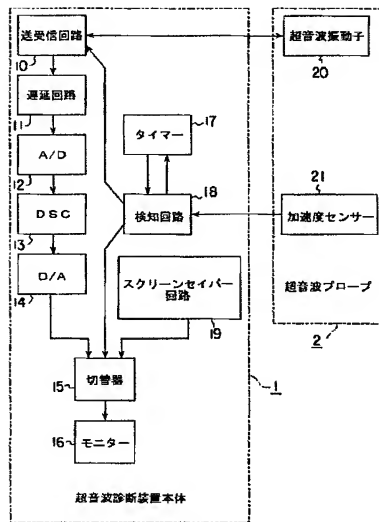 送受信回路
10
遅延回路
11
A/D
12
DSC
13
D/A
14
切替器
15
モニター
16
タイマー
17
検知回路
18
スクリーンセイバー
回路
19
1
超音波診断装置本体
超音波振動子
20
21
加速度センサー
超音波プローブ
2